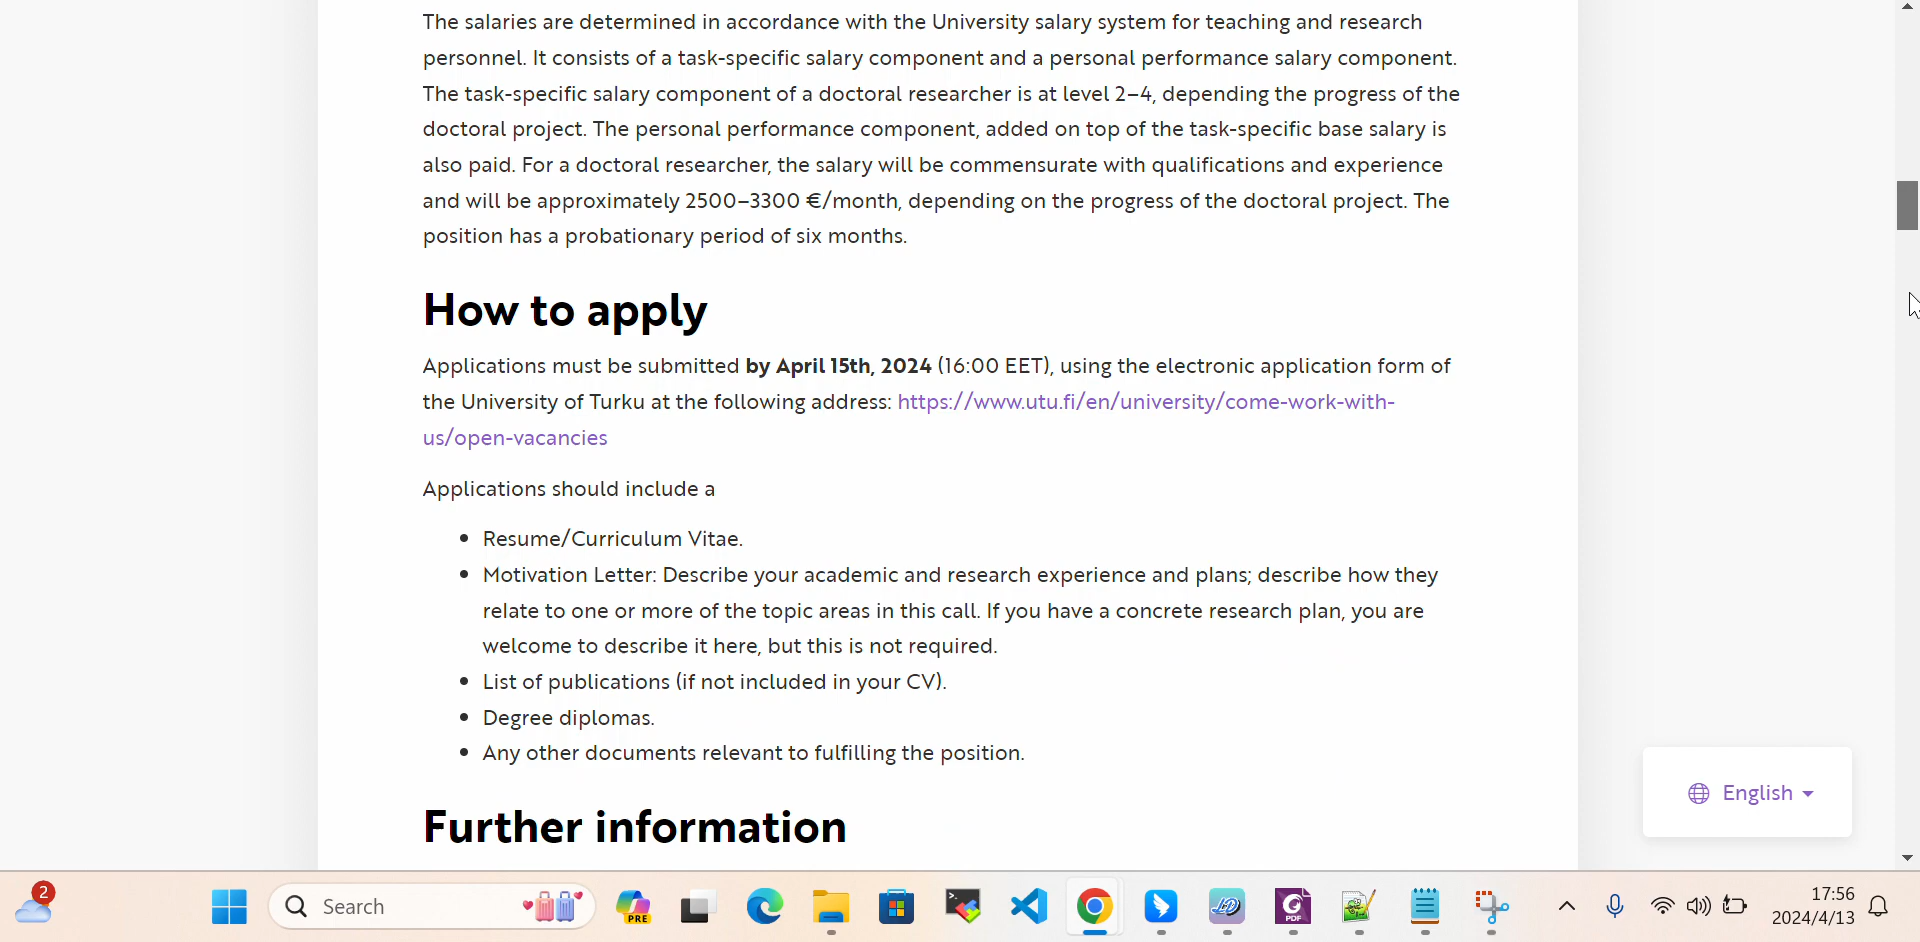 The salaries are determined in accordance with the University salary system for teaching and research
personnel. It consists of a task-specific salary component and a personal performance salary component.
The task-specific salary component of a doctoral researcher is at level 2–4, depending the progress of the
doctoral project. The personal performance component, added on top of the task-specific base salary is
also paid. For a doctoral researcher, the salary will be commensurate with qualifications and experience
and will be approximately 2500–3300 €/month, depending on the progress of the doctoral project. The
position has a probationary period of six months.
How to apply
Applications must be submitted by April 15th, 2024 (16:00 EET), using the electronic application form of
the University of Turku at the following address: https://www.utu.fi/en/university/come-work-with-
us/open-vacancies
Applications should include a
• Resume/Curriculum Vitae.
• Motivation Letter: Describe your academic and research experience and plans; describe how they
relate to one or more of the topic areas in this call. If you have a concrete research plan, you are
welcome to describe it here, but this is not required.
• List of publications (if not included in your CV).
• Degree diplomas.
• Any other documents relevant to fulfilling the position.
English
Further information
2
Search
PRE
PDF
17:56
2024/4/13